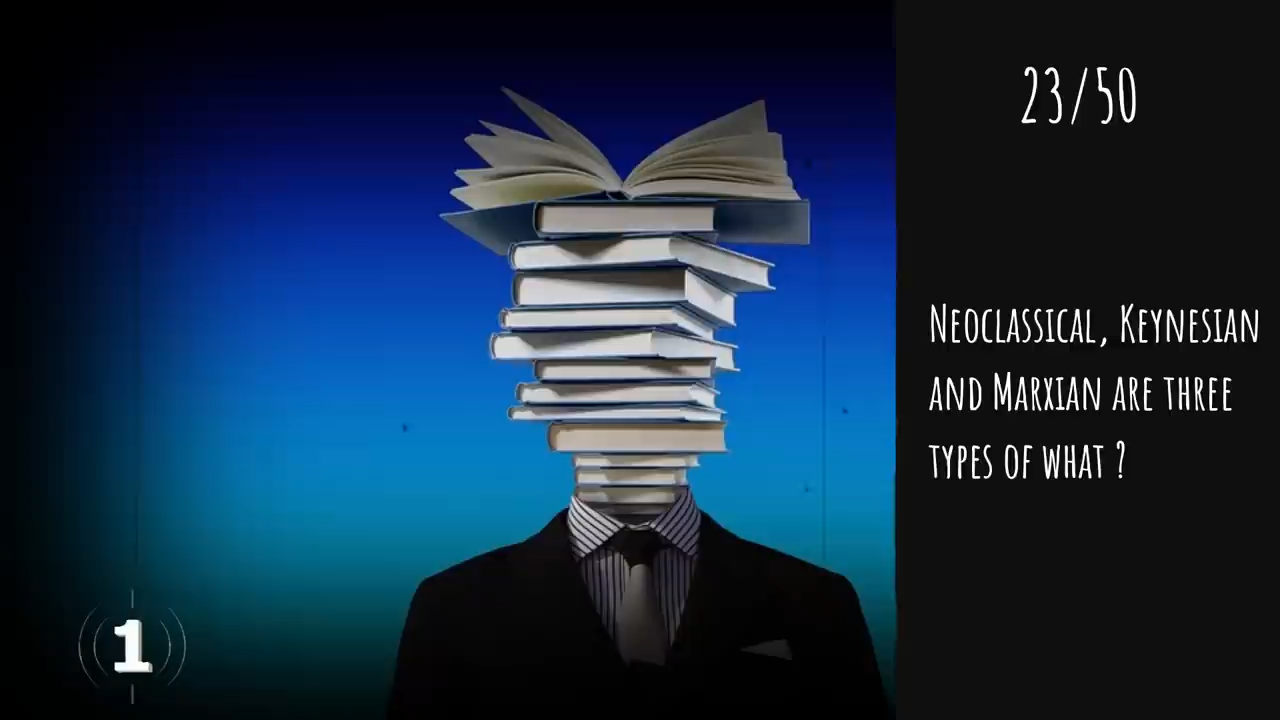 23/50
Neoclassical, Keynesian
and Marxian are three
types of what ?
1